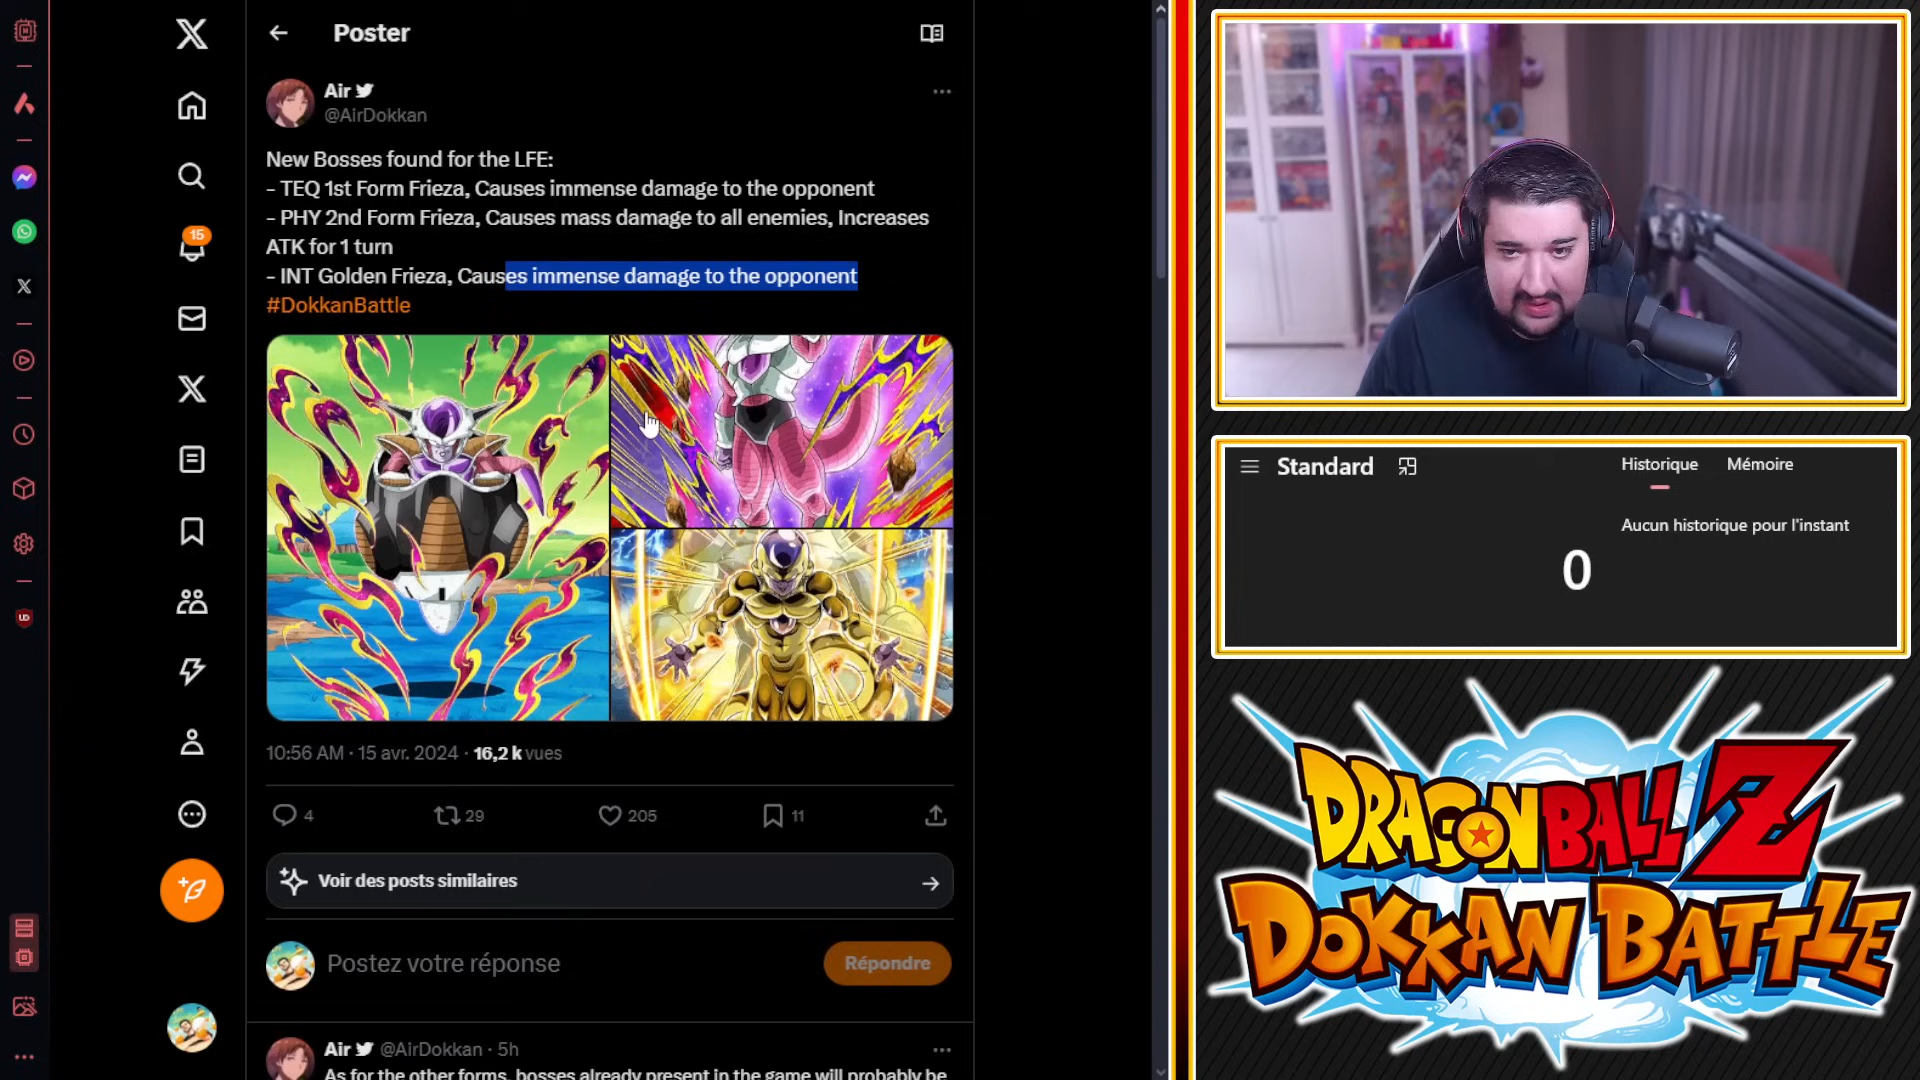 Poster
Air
@AirDokkan
New Bosses found for the LFE:
- TEQ 1st Form Frieza, Causes immense damage to the opponent
- PHY 2nd Form Frieza, Causes mass damage to all enemies, Increases
ATK for 1 turn
- INT Golden Frieza, Causes immense damage to the opponent
#DokkanBattle
10:56 AM · 15 avr. 2024 · 16,2 k vues
4
29
205
11
Voir des posts similaires
Postez votre réponse
Répondre
Air @AirDokkan · 5h
As for the other forms, bosses already present in the game will probably be
15
UD
Standard
Historique
Mémoire
Aucun historique pour l'instant
0
DRAGON BALL Z
DOKKAN BATTLE